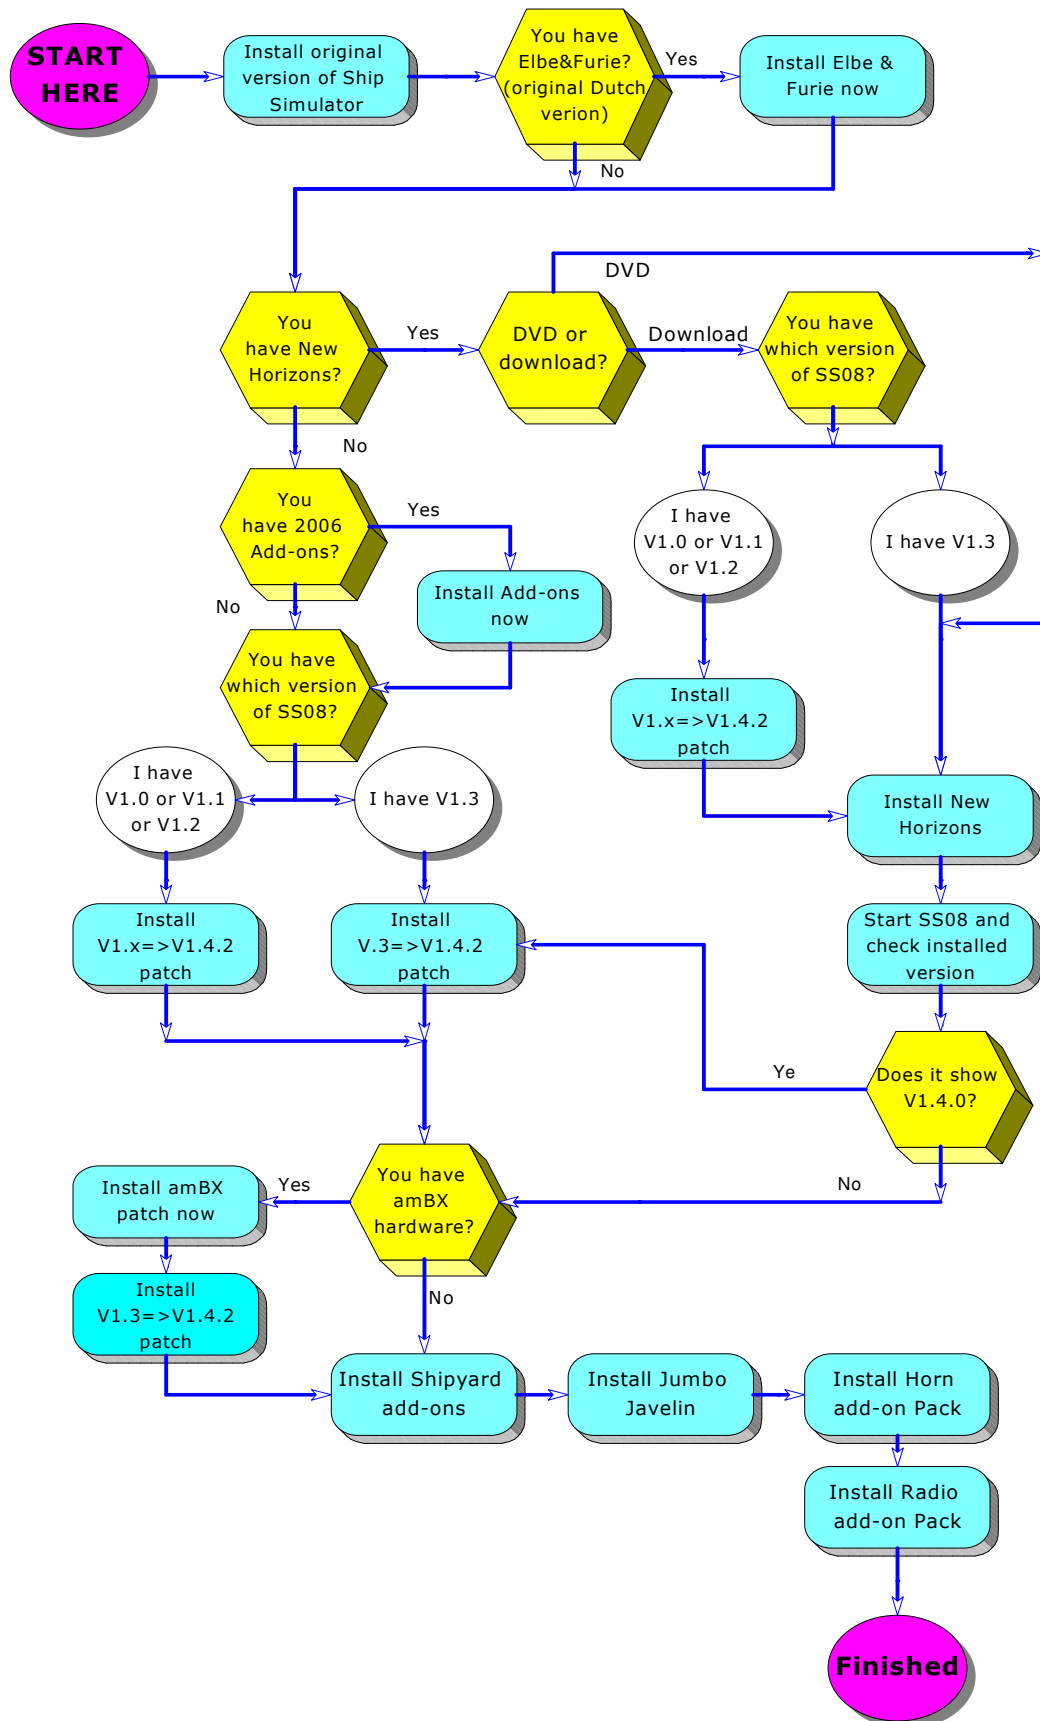 START
HERE
Install original
version of Ship
Simulator
You have
Elbe&Furie?
(original Dutch
verion)
Yes
Install Elbe &
Furie now
No
DVD
You
have New
Horizons?
Yes
DVD or
download?
Download
You have
which version
of SS08?
No
You
have 2006
Add-ons?
Yes
I have
V1.0 or V1.1
or V1.2
I have V1.3
No
Install Add-ons
now
You have
which version
of SS08?
Install
V1.x=>V1.4.2
patch
I have
V1.0 or V1.1
or V1.2
I have V1.3
Install New
Horizons
Install
V1.x=>V1.4.2
patch
Install
V.3=>V1.4.2
patch
Start SS08 and
check installed
version
Ye
Does it show
V1.4.0?
Install amBX
patch now
Yes
You have
amBX
hardware?
No
Install
V1.3=>V1.4.2
patch
No
Install Shipyard
add-ons
Install Jumbo
Javelin
Install Horn
add-on Pack
Install Radio
add-on Pack
Finished